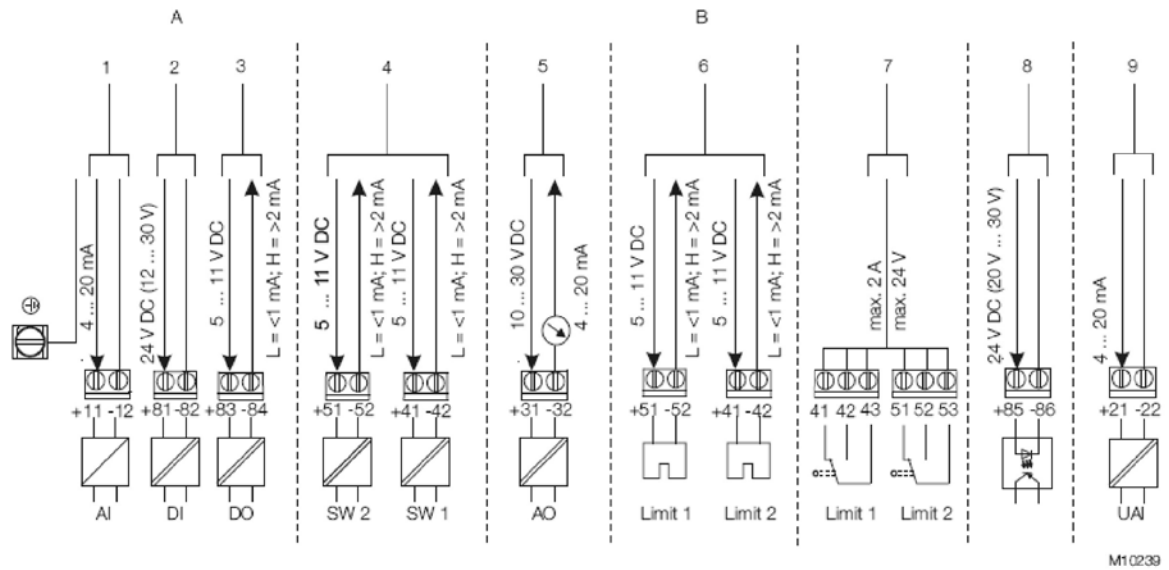 A
B
1
2
3
4
5
6
7
8
9
4 ... 20 mA
24 V DC (12 ... 30 V)
5 ... 11 V DC
L = <1 mA; H = >2 mA
5 ... 11 V DC
L = <1 mA; H = >2 mA
5 ... 11 V DC
L = <1 mA; H = >2 mA
10 ... 30 V DC
4 ... 20 mA
5 ... 11 V DC
L = <1 mA; H = >2 mA
5 ... 11 V DC
L = <1 mA; H = >2 mA
max. 2 A
max. 24 V
24 V DC (20 V ... 30 V)
4 ... 20 mA
+11 -12
+81 -82
+83 -84
+51 -52
+41 -42
+31 -32
+51 -52
+41 -42
41 42 43
51 52 53
+85 -86
+21 -22
AI
DI
DO
SW 2
SW 1
AO
Limit 1
Limit 2
Limit 1
Limit 2
UAI
M10239